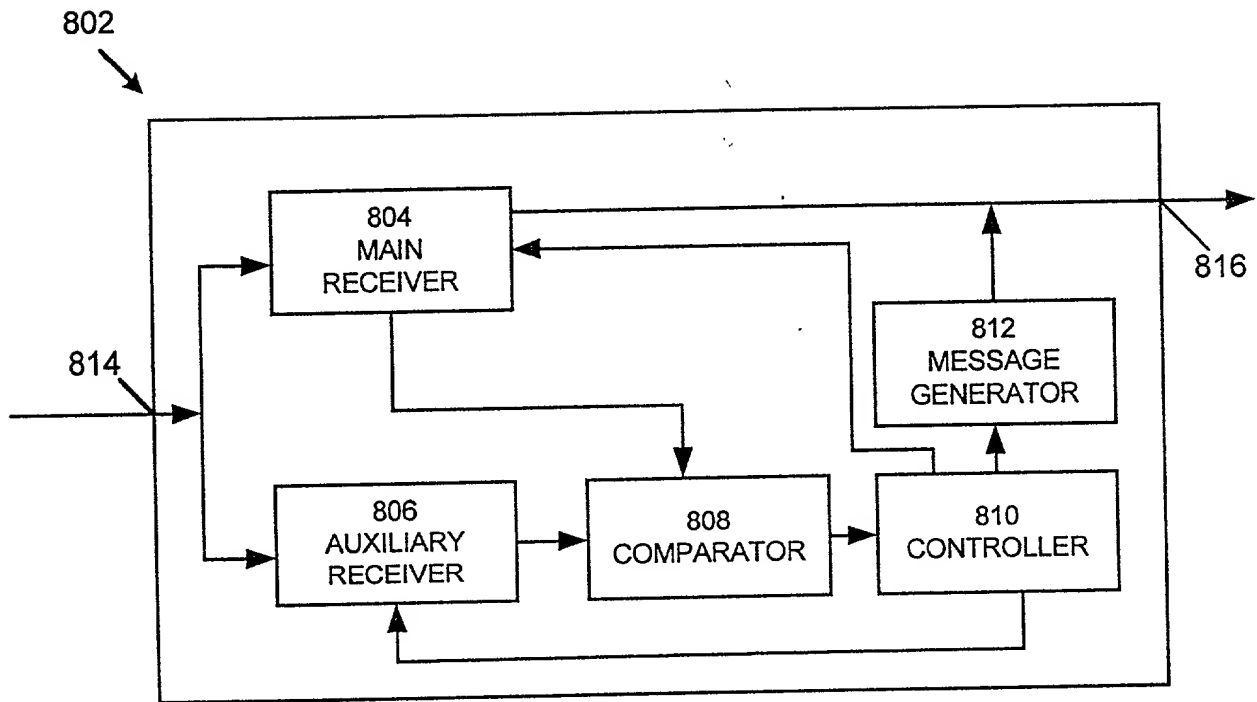 802
804
MAIN
RECEIVER
816
812
MESSAGE
GENERATOR
814
806
AUXILIARY
RECEIVER
808
COMPARATOR
810
CONTROLLER